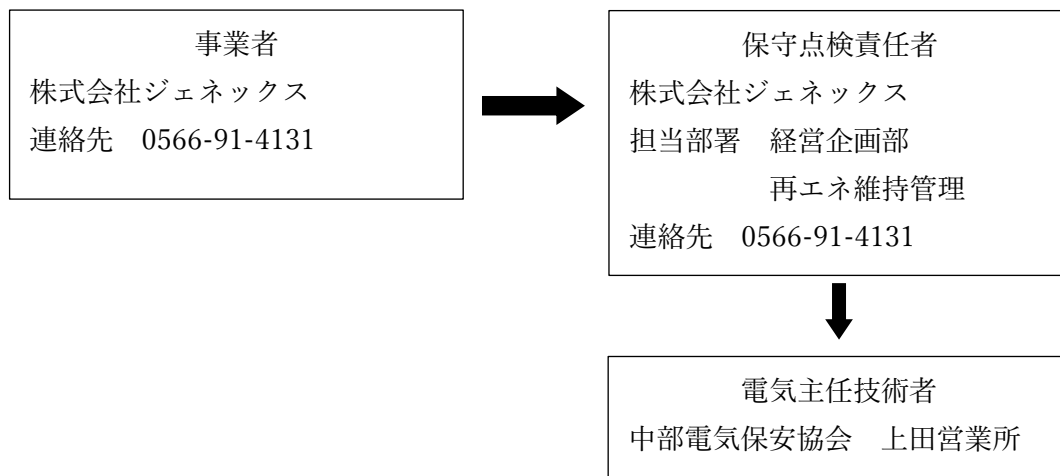 事業者
株式会社ジェネックス
連絡先　0566-91-4131
保守点検責任者
株式会社ジェネックス
担当部署　経営企画部
再エネ維持管理
連絡先　0566-91-4131
電気主任技術者
中部電気保安協会　上田営業所